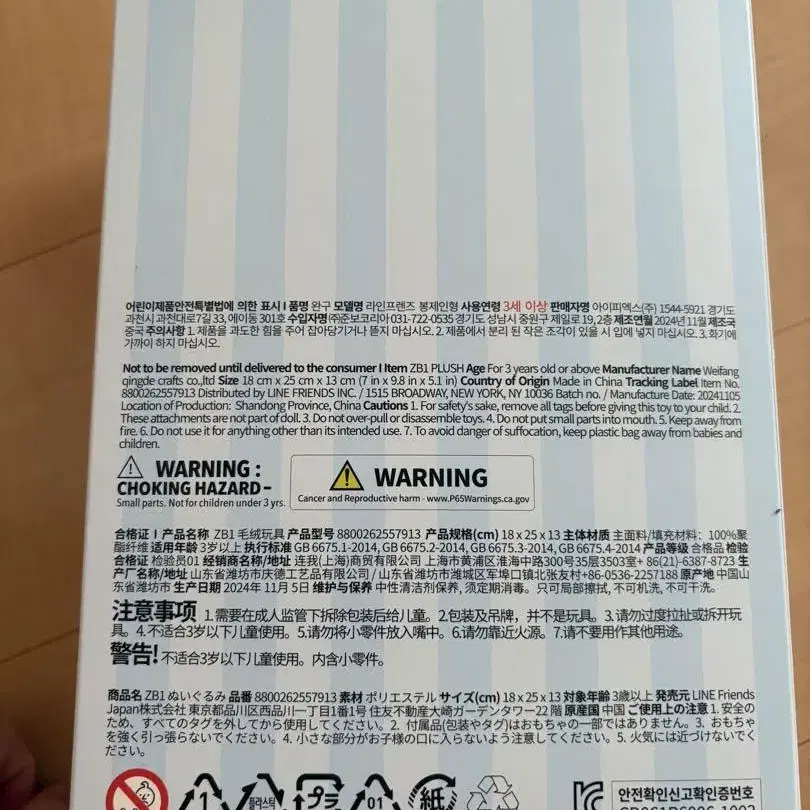 어린이제품안전특별법에 의한 표시 I 품명 완구 모델명 라인프렌즈 봉제인형 사용연령 3세 이상 판매자명 아이피엑스(주) 1544-5921 경기도
과천시 과천대로7길 33, 에이동 301호 수입자명 ㈜준보코리아 031-722-0535 경기도 성남시 중원구 제일로 19, 2층 제조연월 2024년 11월 제조국
중국 주의사항 1. 제품을 과도한 힘을 주어 잡아당기거나 뜯지 마십시오. 2. 제품에서 분리 된 작은 조각이 있을 시 입에 넣지 마십시오. 3. 화기에
가까이 하지 마십시오.
Not to be removed until delivered to the consumer I Item ZB1 PLUSH Age For 3 years old or above Manufacturer Name Weifang
qingde crafts co.,ltd Size 18 cm x 25 cm x 13 cm (7 in x 9.8 in x 5.1 in) Country of Origin Made in China Tracking Label Item No.
8800262557913 Distributed by LINE FRIENDS INC. / 1515 BROADWAY, NEW YORK, NY 10036 Batch no. / Manufacture Date: 20241105
Location of Production: Shandong Province, China Cautions 1. For safety's sake, remove all tags before giving this toy to your child. 2.
These attachments are not part of doll. 3. Do not over-pull or disassemble toys. 4. Do not put small parts into mouth. 5. Keep away from
fire. 6. Do not use it for anything other than its intended use. 7. To avoid danger of suffocation, keep plastic bag away from babies and
children.
WARNING :
CHOKING HAZARD–
Small parts. Not for children under 3 yrs.
WARNING
Cancer and Reproductive harm - www.P65Warnings.ca.gov
合格证 I 产品名称 ZB1 毛绒玩具 产品型号 8800262557913 产品规格(cm) 18 x 25 x 13 主体材质 主面料/填充材料：100%聚
酯纤维 适用年龄 3岁以上 执行标准 GB 6675.1-2014, GB 6675.2-2014, GB 6675.3-2014, GB 6675.4-2014 产品等级 合格品 检验
合格证 检验员01 经销商名称/地址 连我(上海)商贸有限公司 上海市黄浦区淮海中路300号35层3503室 + 86(21)-6387-8723 生
产厂名称/地址 山东省潍坊市庆德工艺品有限公司 / 山东省潍坊市潍城区军埠口镇北张友村+86-0536-2257188 原产地 中国山
东省潍坊市 生产日期 2024年 11月 5日 维护与保养 中性清洁剂保养, 须定期消毒。只可局部擦拭, 不可机洗, 不可干洗。
注意事项 1.需要在成人监管下拆除包装后给儿童。2.包装及吊牌，并不是玩具。3.请勿过度拉扯或拆开玩
具。4.不适合3岁以下儿童使用。5.请勿将小零件放入嘴中。6.请勿靠近火源。7.请不要用作其他用途。
警告! 不适合3岁以下儿童使用。内含小零件。
商品名 ZB1 ぬいぐるみ 品番 8800262557913 素材 ポリエステル サイズ(cm) 18 x 25 x 13 対象年齢 3歳以上 発売元 LINE Friends
Japan株式会社 東京都品川区西品川一丁目1番1号 住友不動産大崎ガーデンタワー22 階 原産国 中国 ご使用上の注意 1. 安全の
ため、すべてのタグを外してから使用してください。2. 付属品(包装やタグ)はおもちゃの一部ではありません。3. おもちゃ
を強く引っ張らないでください。4. 小さな部分がお子様の口に入らないよう注意してください。5. 火気には近づけないでく
ださい。
1 플라스틱 プラ 01 紙
안전확인신고확인증번호